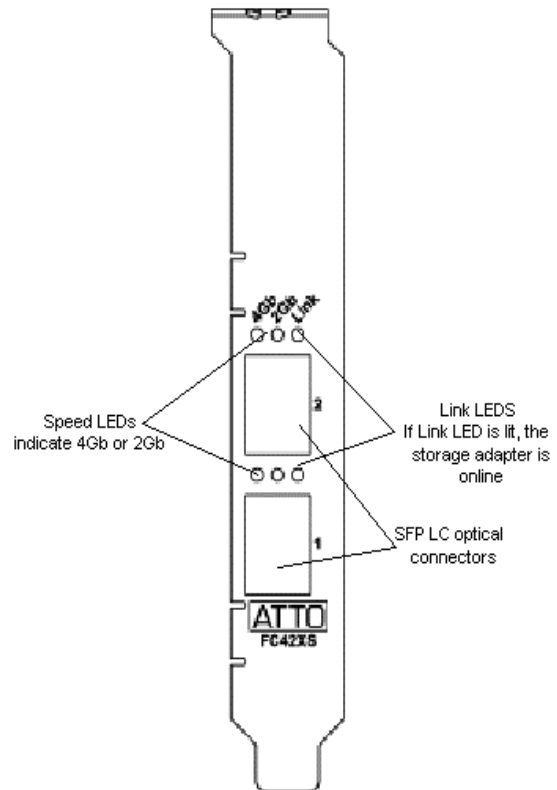 4Gb 2Gb Link
2
Speed LEDs
indicate 4Gb or 2Gb
Link LEDS
If Link LED is lit, the
storage adapter is
online
1
SFP LC optical
connectors
ATTO
FC42XS